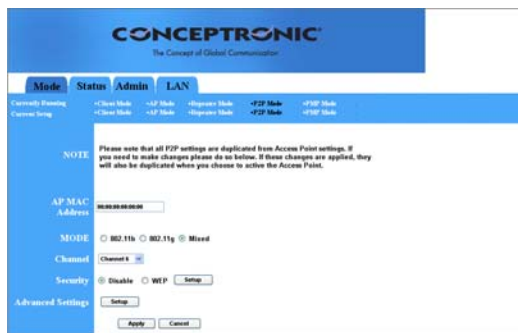 CONCEPTRONIC
The Concept of Global Communication
Mode Status Admin LAN
Currently Running •Client Mode •AP Mode •Repeater Mode •P2P Mode •PMP Mode
Current Setup •Client Mode •AP Mode •Repeater Mode •P2P Mode •PMP Mode
NOTE
Please note that all P2P settings are duplicated from Access Point settings. If
you need to make changes please do so below. If these changes are applied, they
will also be duplicated when you choose to activate the Access Point.
AP MAC
Address
00:00:00:00:00:00
MODE 802.11b 802.11g Mixed
Channel Channel 6
Security Disable WEP Setup
Advanced Settings Setup
Apply Cancel